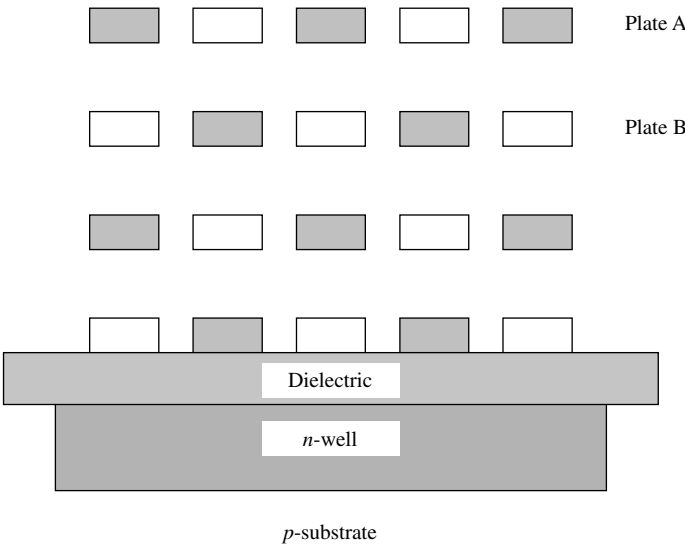 Plate A
Plate B
Dielectric
n-well
p-substrate